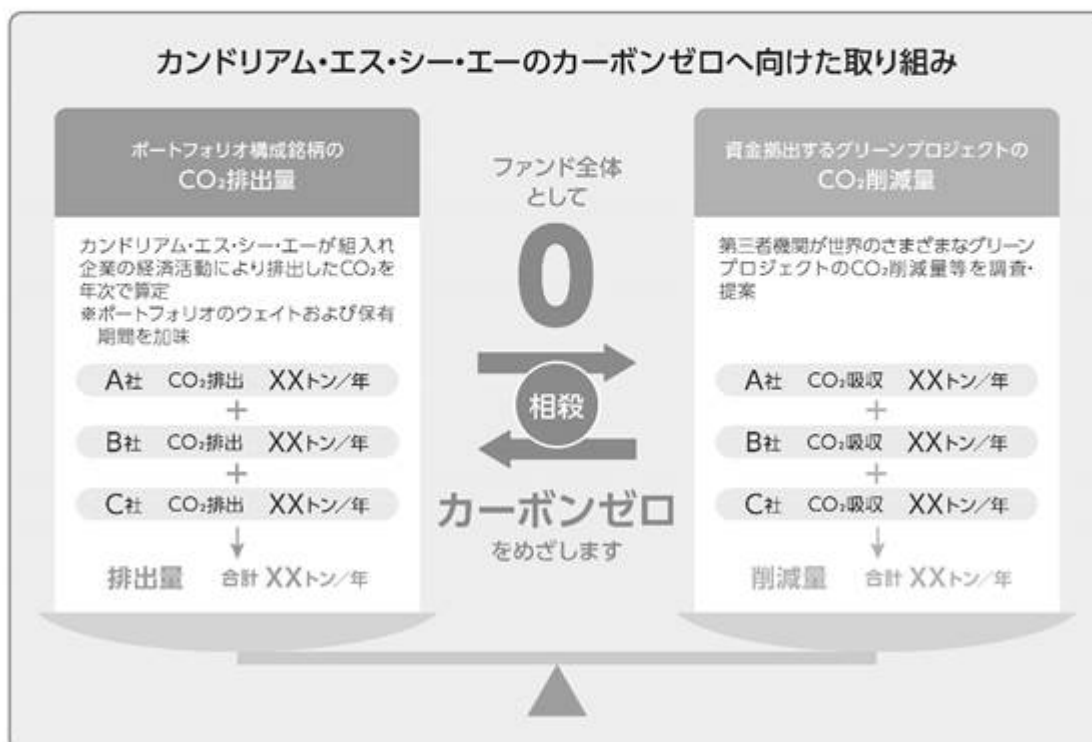 カンドリアム・エス・シー・エーのカーボンゼロへ向けた取り組み
ポートフォリオ構成銘柄の
CO₂排出量
カンドリアム・エス・シー・エーが組入れ
企業の経済活動により排出したCO₂を
年次で算定
※ポートフォリオのウェイトおよび保有
期間を加味
A社 CO₂排出 XXトン/年
+
B社 CO₂排出 XXトン/年
+
C社 CO₂排出 XXトン/年
↓
排出量 合計 XXトン/年
ファンド全体
として
0
相殺
カーボンゼロ
をめざします
資金拠出するグリーンプロジェクトの
CO₂削減量
第三者機関が世界のさまざまなグリーン
プロジェクトのCO₂削減量等を調査・
提案
A社 CO₂吸収 XXトン/年
+
B社 CO₂吸収 XXトン/年
+
C社 CO₂吸収 XXトン/年
↓
削減量 合計 XXトン/年